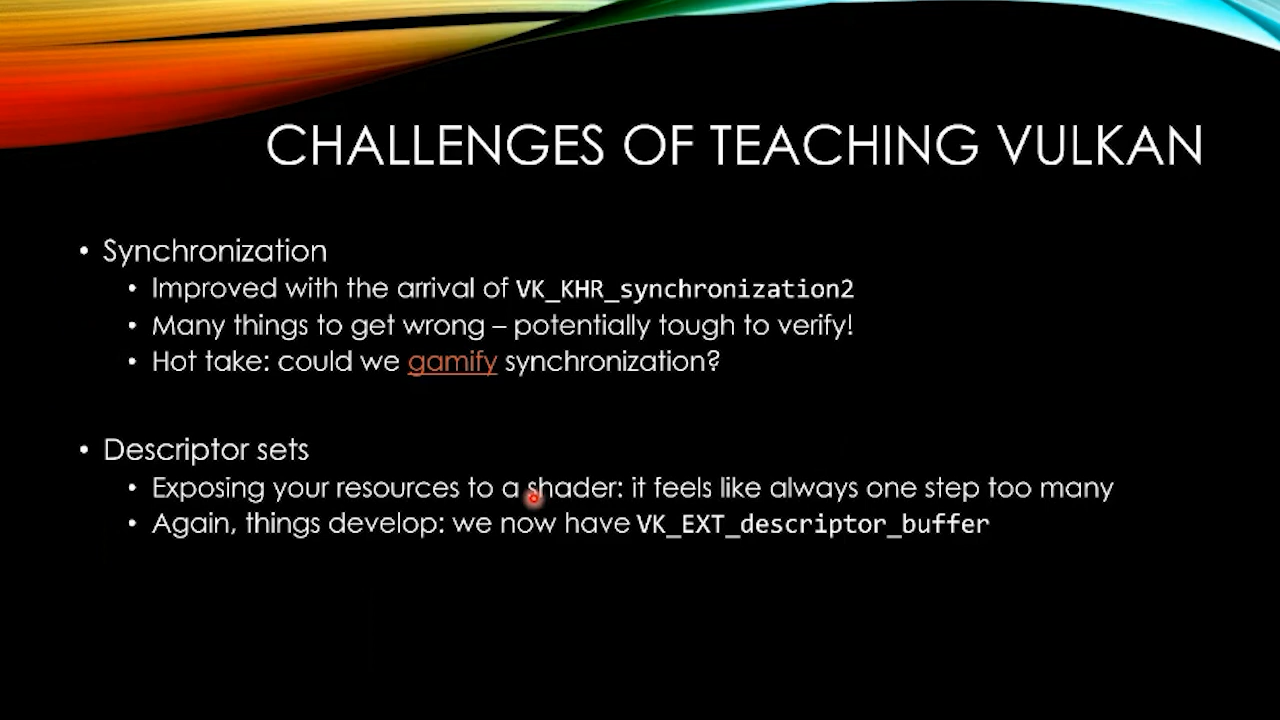 CHALLENGES OF TEACHING VULKAN
• Synchronization
• Improved with the arrival of VK_KHR_synchronization2
• Many things to get wrong – potentially tough to verify!
• Hot take: could we gamify synchronization?
• Descriptor sets
• Exposing your resources to a shader: it feels like always one step too many
• Again, things develop: we now have VK_EXT_descriptor_buffer